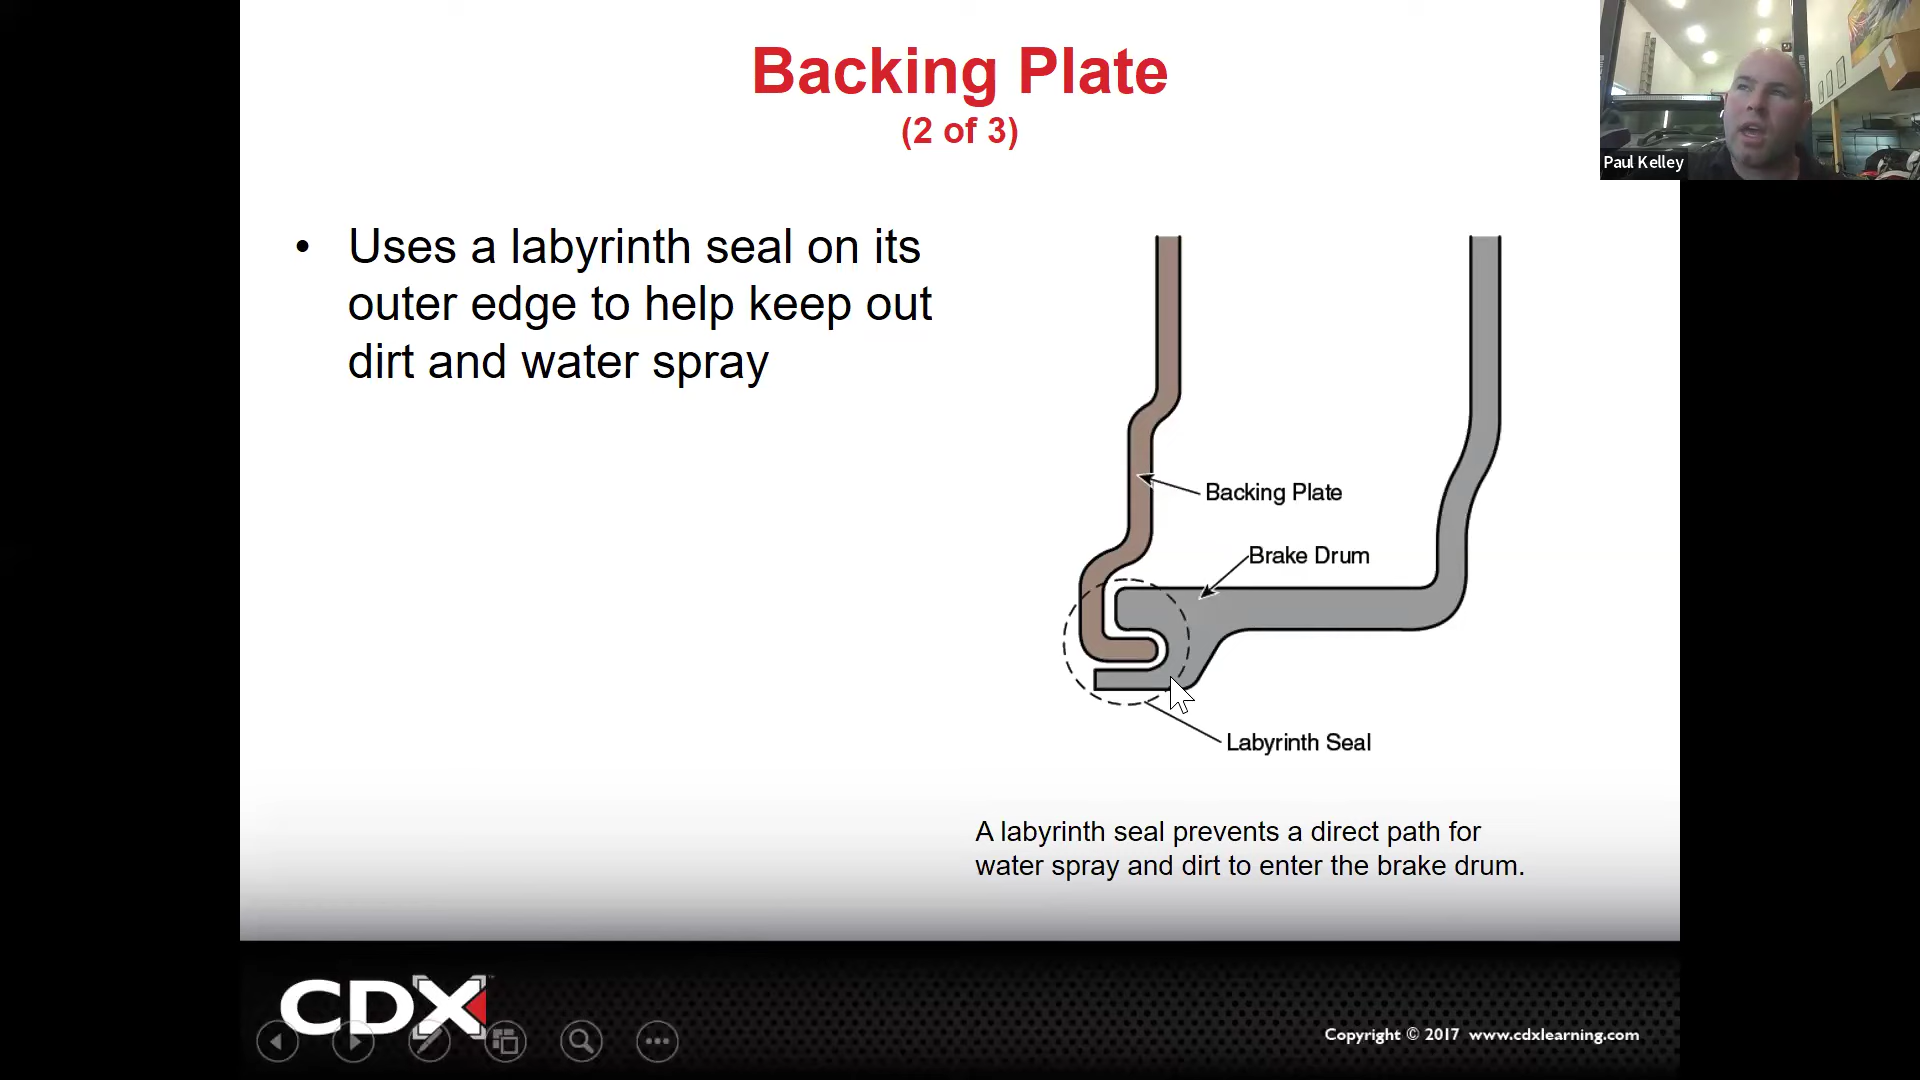 Backing Plate
(2 of 3)
Paul Kelley
• Uses a labyrinth seal on its
outer edge to help keep out
dirt and water spray
Backing Plate
Brake Drum
Labyrinth Seal
A labyrinth seal prevents a direct path for
water spray and dirt to enter the brake drum.
CDX
Copyright © 2017 www.cdxlearning.com